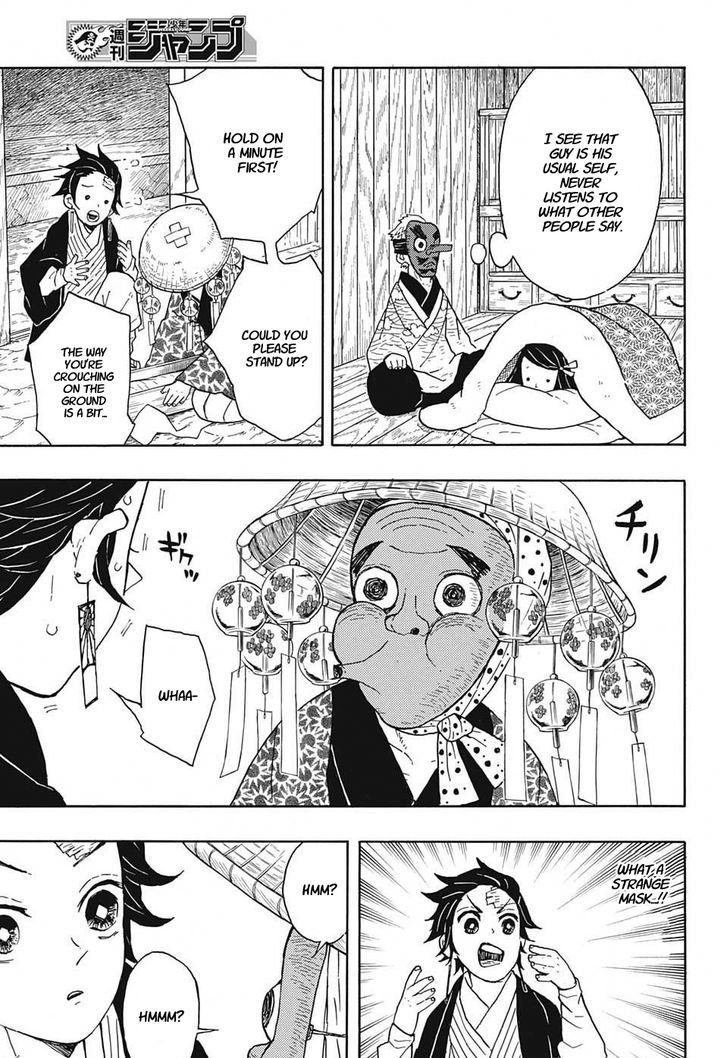 週刊少年ジャンプ
I SEE THAT
GUY IS HIS
USUAL SELF,
NEVER
LISTENS TO
WHAT OTHER
PEOPLE SAY.
HOLD ON
A MINUTE
FIRST!
COULD YOU
PLEASE
STAND UP?
THE WAY
YOU'RE
CROUCHING
ON THE
GROUND
IS A BIT...
チリン
ギョッ
WHAA-
WHAT A
STRANGE
MASK...!!
HMM?
HMMM?